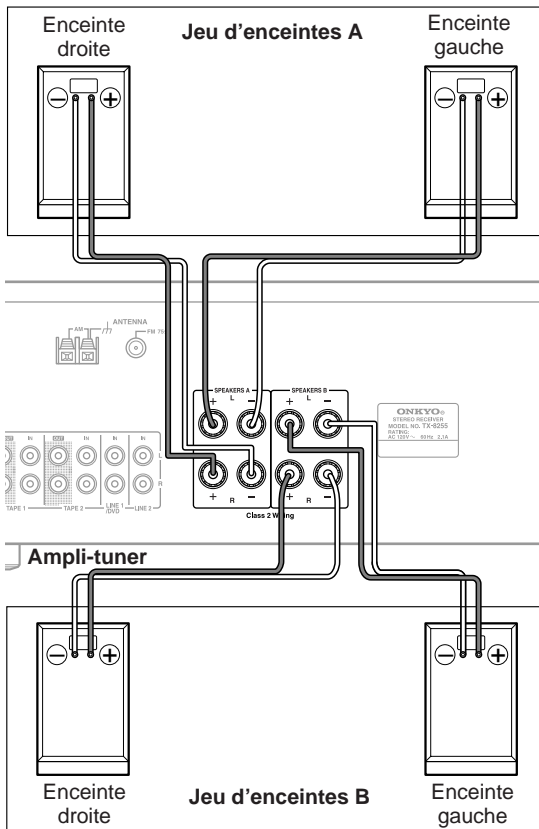 Enceinte
droite
Jeu d'enceintes A
Enceinte
gauche
− +
− +
ANTENNA
AM
FM 75
SPEAKERS A
L
+ −
SPEAKERS B
L
+ −
ONKYO®
STEREO RECEIVER
MODEL NO. TX-8255
RATING:
AC 120V ~ 60Hz 2.1A
OUT IN OUT IN IN IN
L
R
TAPE 1 TAPE 2 LINE 1 /DVD LINE 2
+ R −
+ R −
Class 2 Wiring
Ampli-tuner
− +
− +
Enceinte
droite
Jeu d'enceintes B
Enceinte
gauche